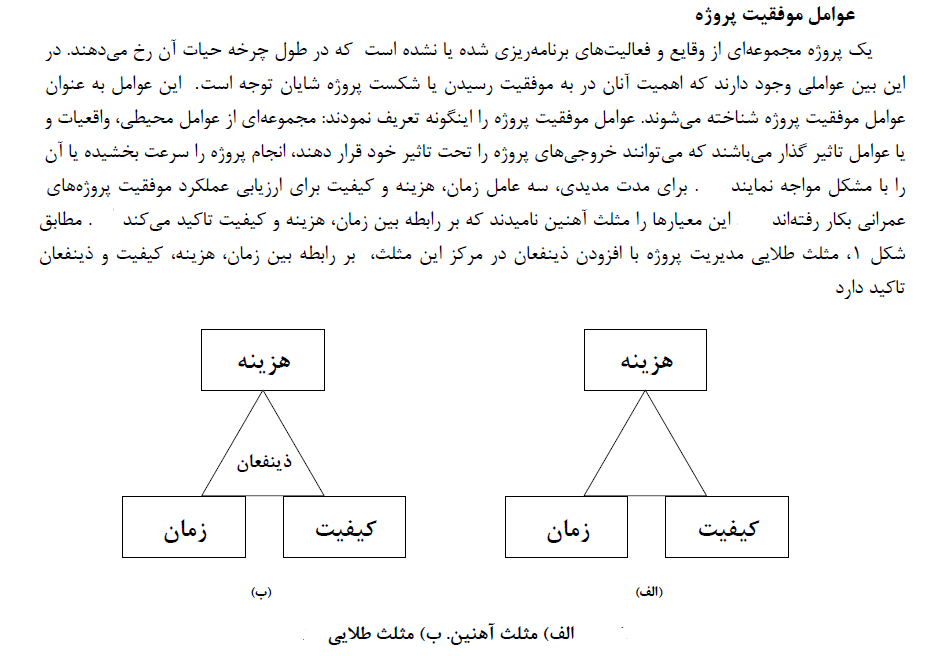 عوامل موفقیت پروژه
یک پروژه مجموعه‌ای از وقایع و فعالیت‌های برنامه‌ریزی شده یا نشده است که در طول چرخه حیات آن رخ می‌دهند. در
این بین عواملی وجود دارند که اهمیت آنان در به موفقیت رسیدن یا شکست پروژه شایان توجه است. این عوامل به عنوان
عوامل موفقیت پروژه شناخته می‌شوند. عوامل موفقیت پروژه را اینگونه تعریف نمودند: مجموعه‌ای از عوامل محیطی، واقعیات و
یا عوامل تاثیر گذار می‌باشند که می‌توانند خروجی‌های پروژه را تحت تاثیر خود قرار دهند، انجام پروژه را سرعت بخشیده یا آن
را با مشکل مواجه نمایند . برای مدت مدیدی، سه عامل زمان، هزینه و کیفیت برای ارزیابی عملکرد موفقیت پروژه‌های
عمرانی بکار رفته‌اند این معیارها را مثلث آهنین نامیدند که بر رابطه بین زمان، هزینه و کیفیت تاکید می‌کند . مطابق
شکل ۱، مثلث طلایی مدیریت پروژه با افزودن ذینفعان در مرکز این مثلث، بر رابطه بین زمان، هزینه، کیفیت و ذینفعان
تاکید دارد
هزینه
هزینه
ذینفعان
کیفیت
زمان
کیفیت
زمان
(الف)
(ب)
الف) مثلث آهنین. ب) مثلث طلایی